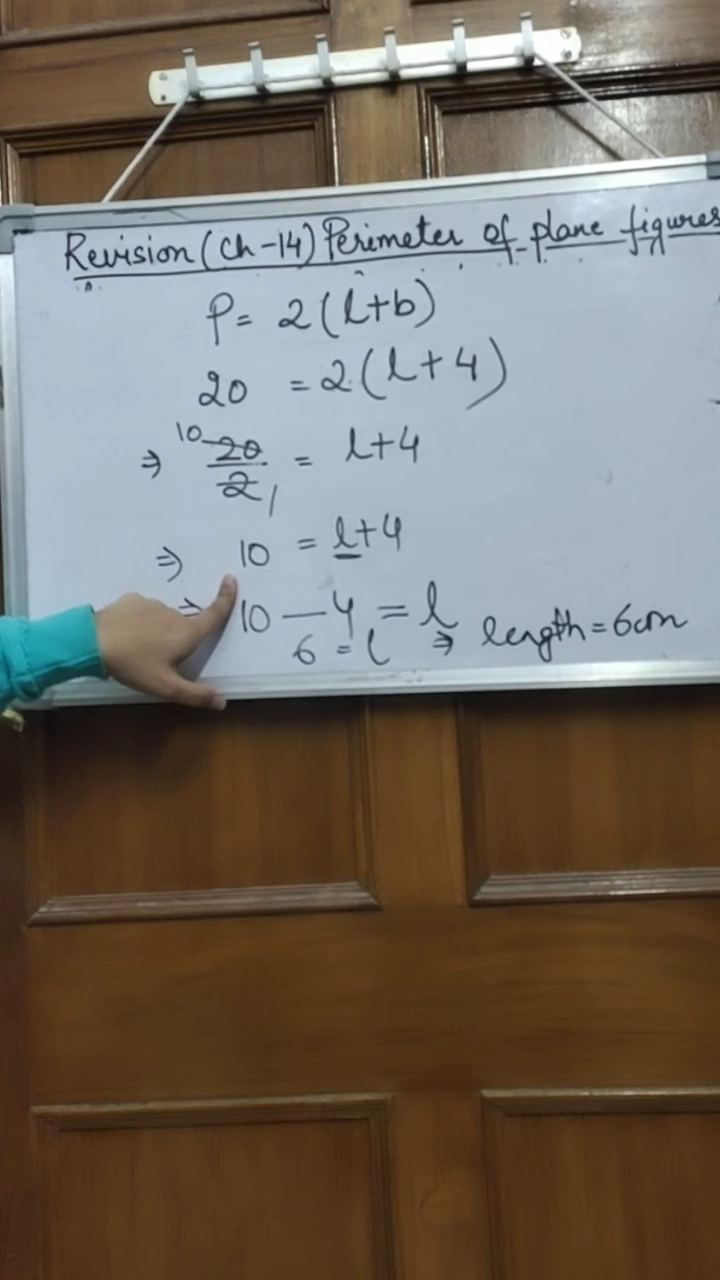 Revision (Ch-14) Perimeter of plane figures
P = 2(l+b)
20 = 2(l+4)
⇒ 10 20/2 1 = l+4
⇒ 10 = l+4
⇒ 10 — 4 = l
6 = l ⇒ length = 6cm